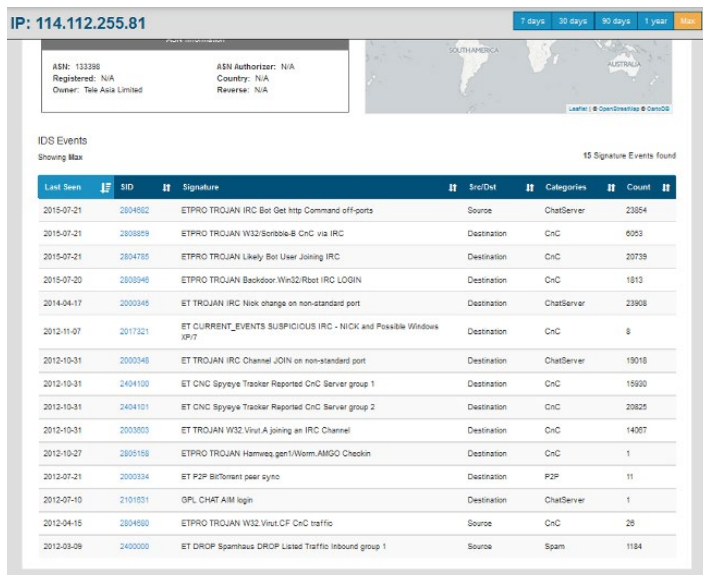 IP: 114.112.255.81
7 days 30 days 90 days 1 year Max
ASN Information
ASN: 133398
Registered: N/A
Owner: Tele Asia Limited
ASN Authorizer: N/A
Country: N/A
Reverse: N/A
SOUTH AMERICA
AUSTRALIA
Leaflet | © OpenStreetMap © CartoDB
IDS Events
Showing Max
15 Signature Events found
Last Seen SID Signature Src/Dst Categories Count
2015-07-21 2804682 ETPRO TROJAN IRC Bot Get http Command off-ports Source ChatServer 23854
2015-07-21 2808869 ETPRO TROJAN W32/Scribble-B CnC via IRC Destination CnC 6053
2015-07-21 2804785 ETPRO TROJAN Likely Bot User Joining IRC Destination CnC 20739
2015-07-20 2808946 ETPRO TROJAN Backdoor.Win32/Rbot IRC LOGIN Destination CnC 1813
2014-04-17 2000345 ET TROJAN IRC Nick change on non-standard port Destination ChatServer 23908
2012-11-07 2017321 ET CURRENT_EVENTS SUSPICIOUS IRC - NICK and Possible Windows
XP/7 Destination CnC 8
2012-10-31 2000348 ET TROJAN IRC Channel JOIN on non-standard port Destination ChatServer 19018
2012-10-31 2404100 ET CNC Spyeye Tracker Reported CnC Server group 1 Destination CnC 15930
2012-10-31 2404101 ET CNC Spyeye Tracker Reported CnC Server group 2 Destination CnC 20825
2012-10-31 2003603 ET TROJAN W32.Virut.A joining an IRC Channel Destination CnC 14067
2012-10-27 2805158 ETPRO TROJAN Hamweq.gen1/Worm.AMGO Checkin Destination CnC 1
2012-07-21 2000334 ET P2P BitTorrent peer sync Destination P2P 11
2012-07-10 2101631 GPL CHAT AIM login Destination ChatServer 1
2012-04-15 2804680 ETPRO TROJAN W32.Virut.CF CnC traffic Source CnC 26
2012-03-09 2400000 ET DROP Spamhaus DROP Listed Traffic Inbound group 1 Source Spam 1184